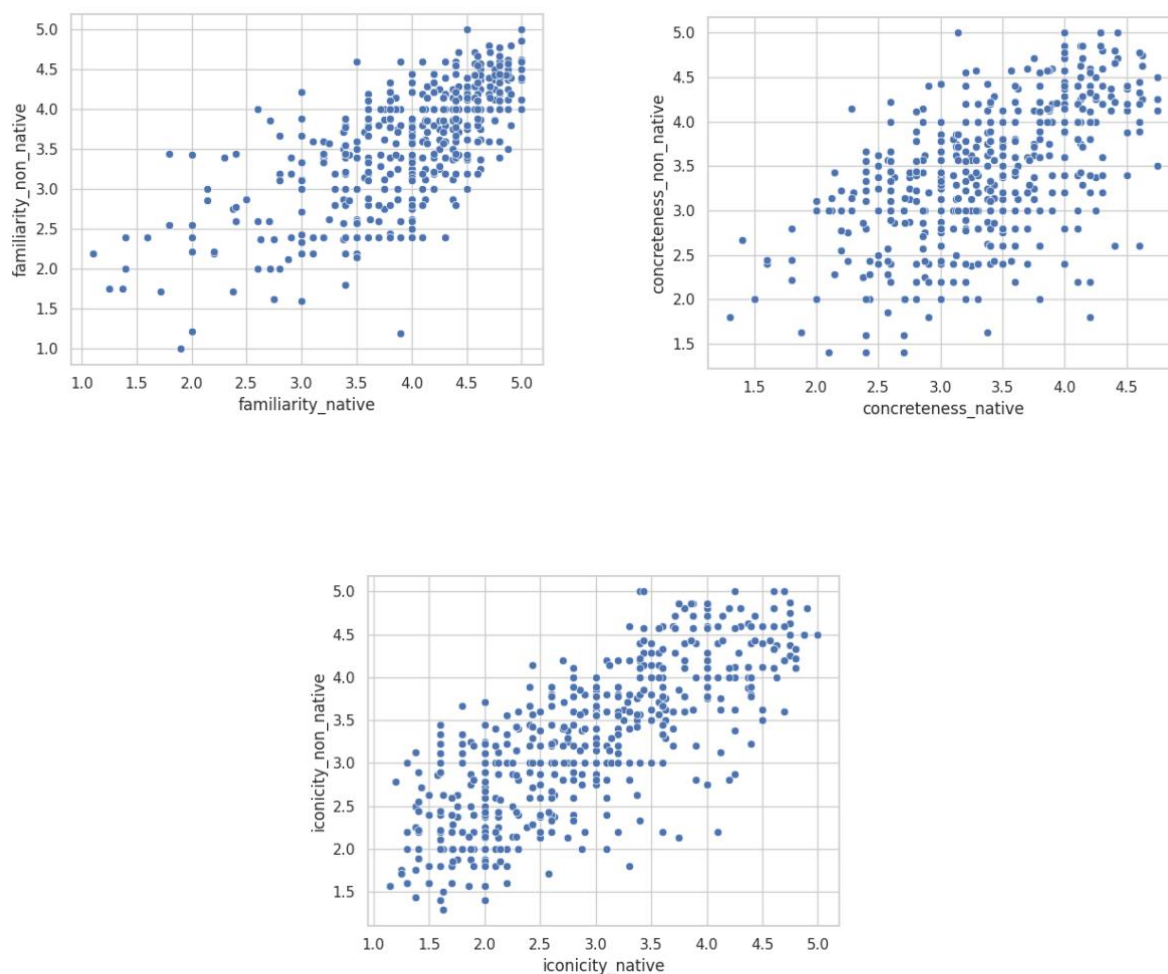 5.0
4.5
4.0
3.5
3.0
2.5
2.0
1.5
1.0
familiarity_non_native
1.0 1.5 2.0 2.5 3.0 3.5 4.0 4.5 5.0
familiarity_native
5.0
4.5
4.0
3.5
3.0
2.5
2.0
1.5
concreteness_non_native
1.5 2.0 2.5 3.0 3.5 4.0 4.5
concreteness_native
5.0
4.5
4.0
3.5
3.0
2.5
2.0
1.5
iconicity_non_native
1.0 1.5 2.0 2.5 3.0 3.5 4.0 4.5 5.0
iconicity_native